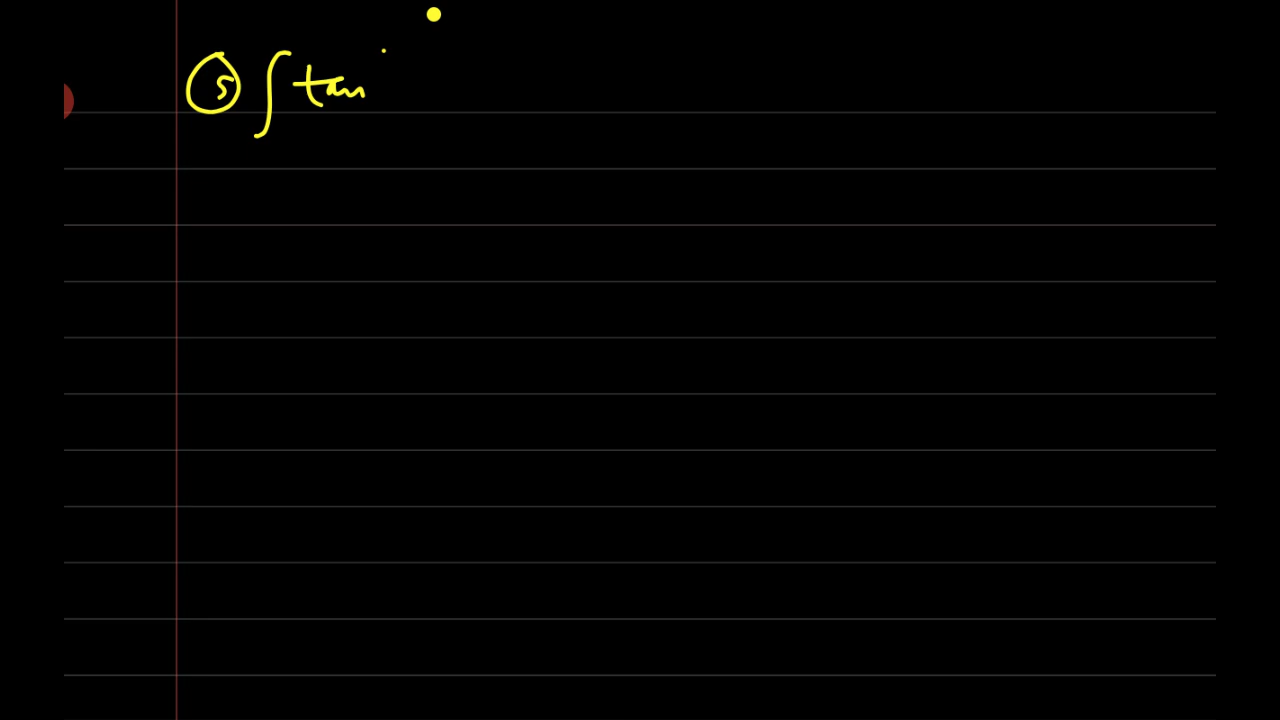 ⑤ ∫ tan